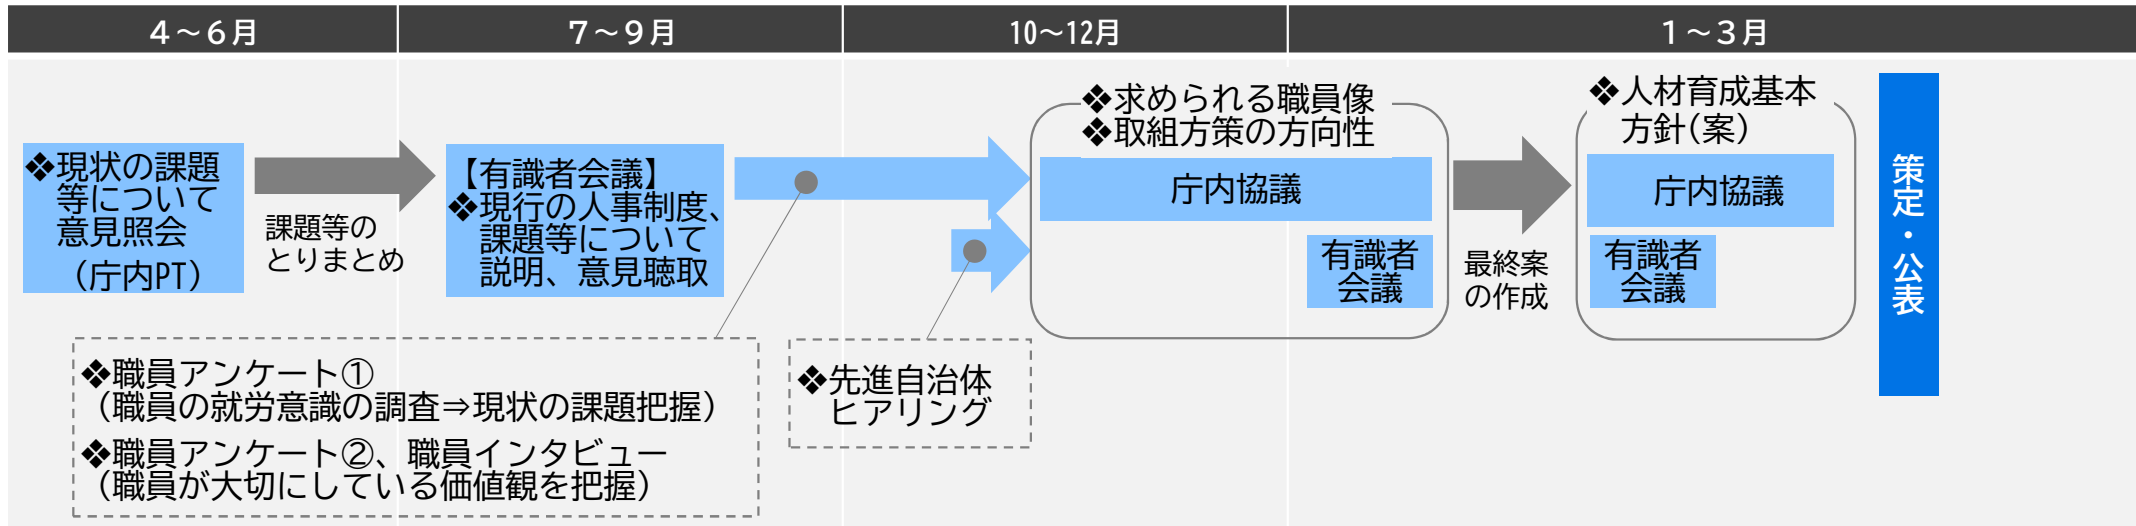 ４～６月
７～９月
10～12月
１～３月
❖現状の課題
等について
意見照会
（庁内PT）
課題等の
とりまとめ
【有識者会議】
❖現行の人事制度、
課題等について
説明、意見聴取
❖求められる職員像
❖取組方策の方向性
庁内協議
有識者
会議
最終案
の作成
❖人材育成基本
方針(案)
庁内協議
有識者
会議
策定・公表
❖職員アンケート①
（職員の就労意識の調査⇒現状の課題把握）
❖職員アンケート②、職員インタビュー
（職員が大切にしている価値観を把握）
❖先進自治体
ヒアリング